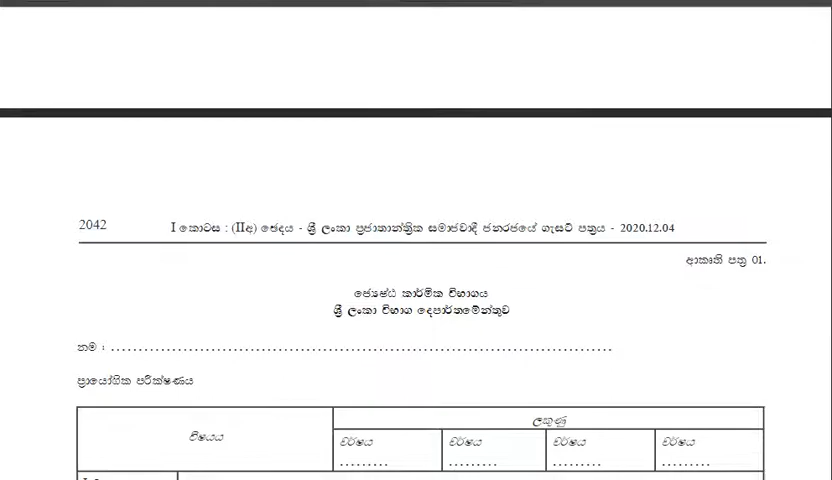 2042 I කොටස : (IIඅ) ඡෙදය - ශ්‍රී ලංකා ප්‍රජාතාන්ත්‍රික සමාජවාදී ජනරජයේ ගැසට් පත්‍රය - 2020.12.04
ආකෘති පත්‍ර 01.
ජ්‍යෙෂ්ඨ කාර්මික විභාගය
ශ්‍රී ලංකා විභාග දෙපාර්තමේන්තුව
නම : ........................................................................................
ප්‍රායෝගික පරීක්ෂණය
ලකුණු
විෂයය
වර්ෂය වර්ෂය වර්ෂය වර්ෂය
......... ......... ......... .........